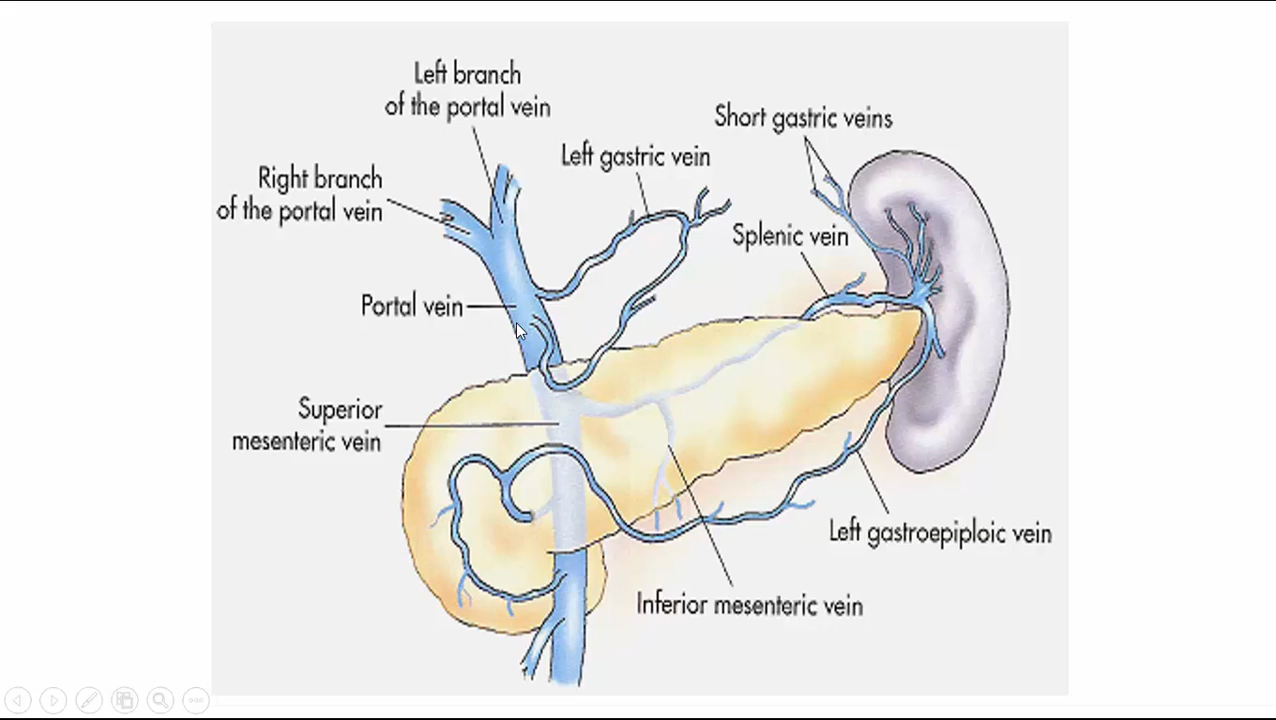 Left branch
of the portal vein
Short gastric veins
Left gastric vein
Right branch
of the portal vein
Splenic vein
Portal vein
Superior
mesenteric vein
Left gastroepiploic vein
Inferior mesenteric vein